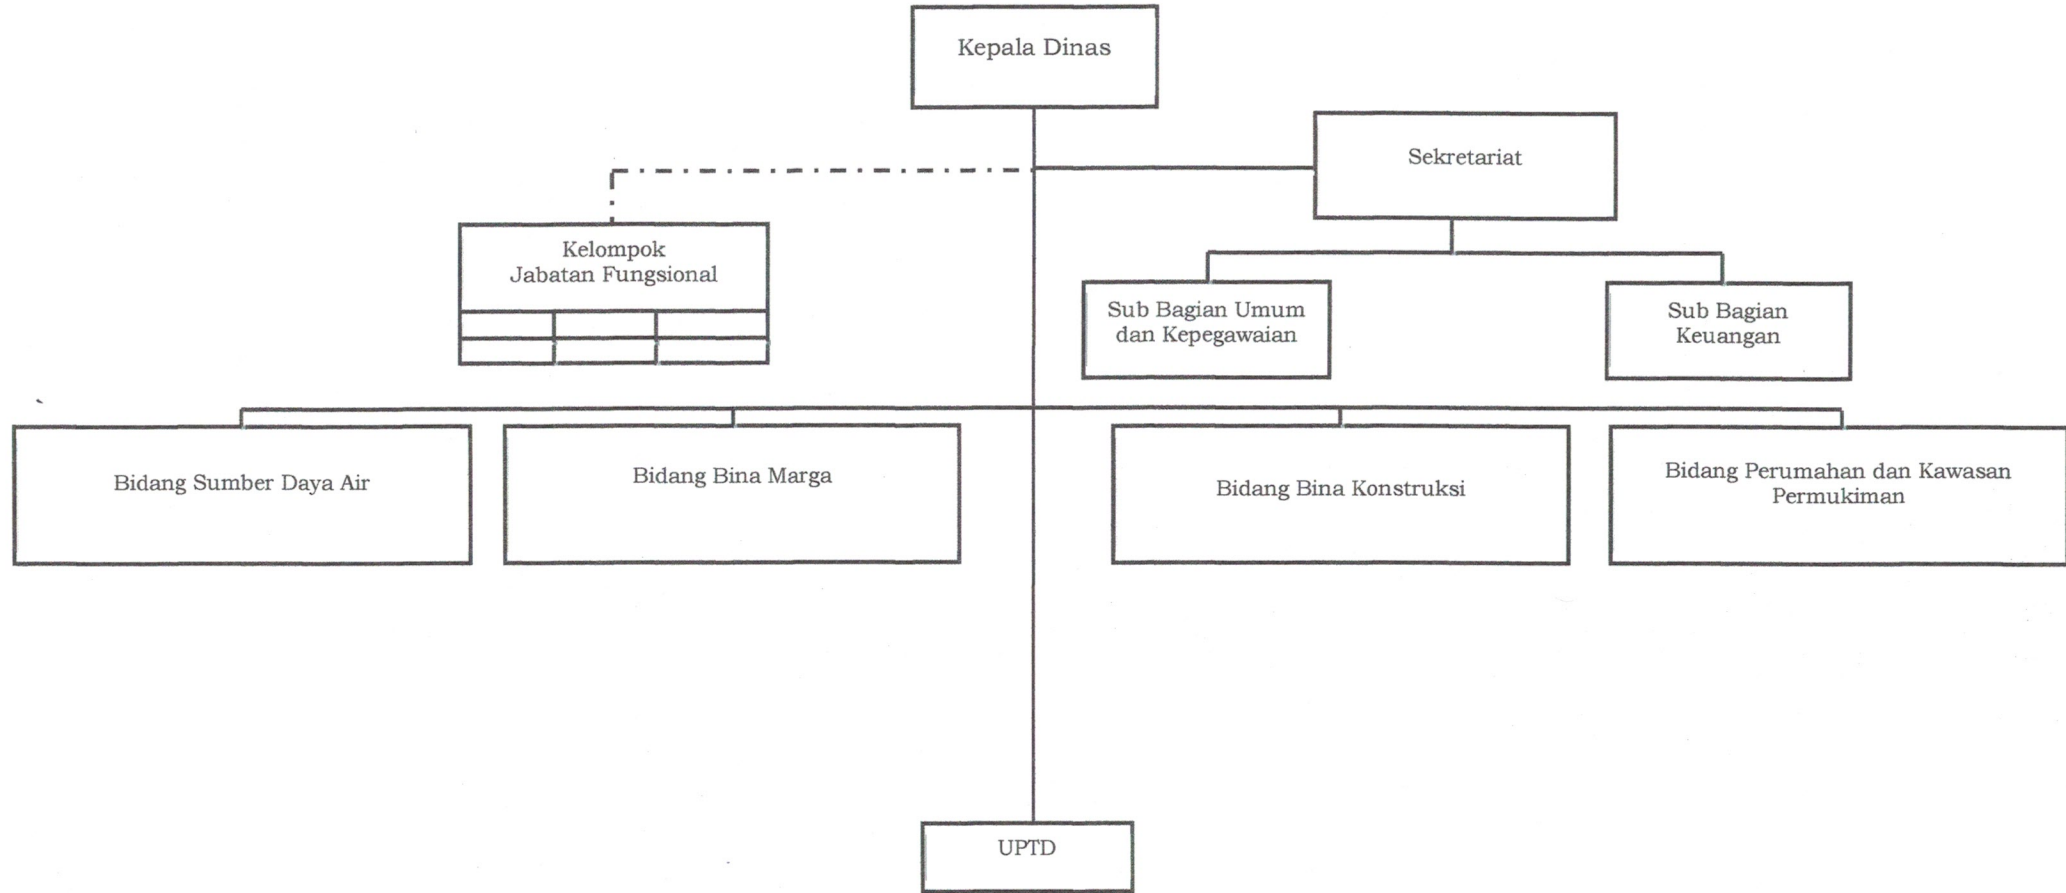 Kepala Dinas
Sekretariat
Kelompok
Jabatan Fungsional
Sub Bagian Umum
dan Kepegawaian
Sub Bagian
Keuangan
Bidang Sumber Daya Air
Bidang Bina Marga
Bidang Bina Konstruksi
Bidang Perumahan dan Kawasan
Permukiman
UPTD